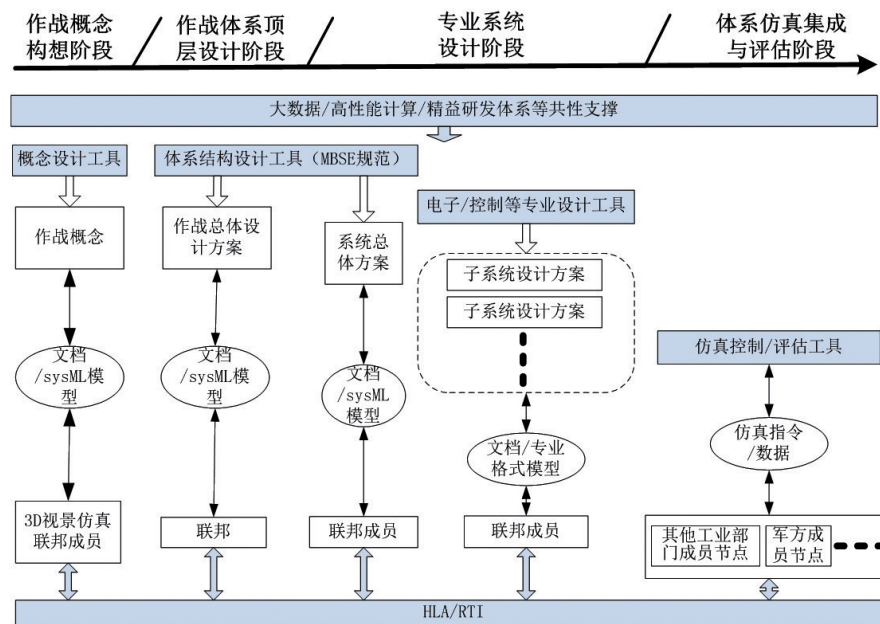 作战概念
构想阶段
作战体系顶
层设计阶段
专业系统
设计阶段
体系仿真集成
与评估阶段
大数据/高性能计算/精益研发体系等共性支撑
概念设计工具
体系结构设计工具（MBSE规范）
电子/控制等专业设计工具
作战概念
作战总体设
计方案
系统总
体方案
子系统设计方案
子系统设计方案
仿真控制/评估工具
文档
/sysML模
型
文档
/sysML模
型
文档
/sysML
模型
文档/专业
格式模型
仿真指令
/数据
3D视景仿真
联邦成员
联邦
联邦成员
联邦成员
其他工业部
门成员节点
军方成
员节点
HLA/RTI